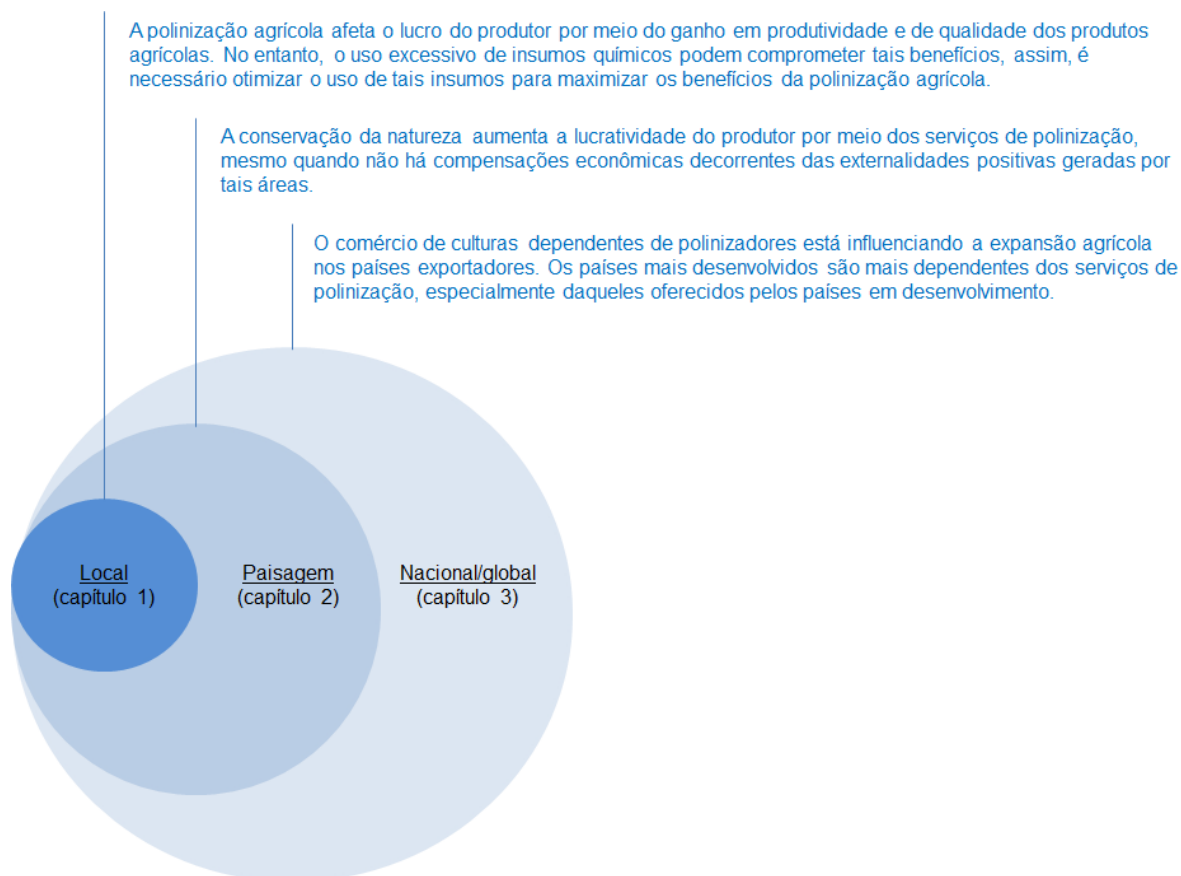 A polinização agrícola afeta o lucro do produtor por meio do ganho em produtividade e de qualidade dos produtos
agrícolas. No entanto, o uso excessivo de insumos químicos podem comprometer tais benefícios, assim, é
necessário otimizar o uso de tais insumos para maximizar os benefícios da polinização agrícola.
A conservação da natureza aumenta a lucratividade do produtor por meio dos serviços de polinização,
mesmo quando não há compensações econômicas decorrentes das externalidades positivas geradas por
tais áreas.
O comércio de culturas dependentes de polinizadores está influenciando a expansão agrícola
nos países exportadores. Os países mais desenvolvidos são mais dependentes dos serviços de
polinização, especialmente daqueles oferecidos pelos países em desenvolvimento.
Local
(capítulo 1)
Paisagem
(capítulo 2)
Nacional/global
(capítulo 3)